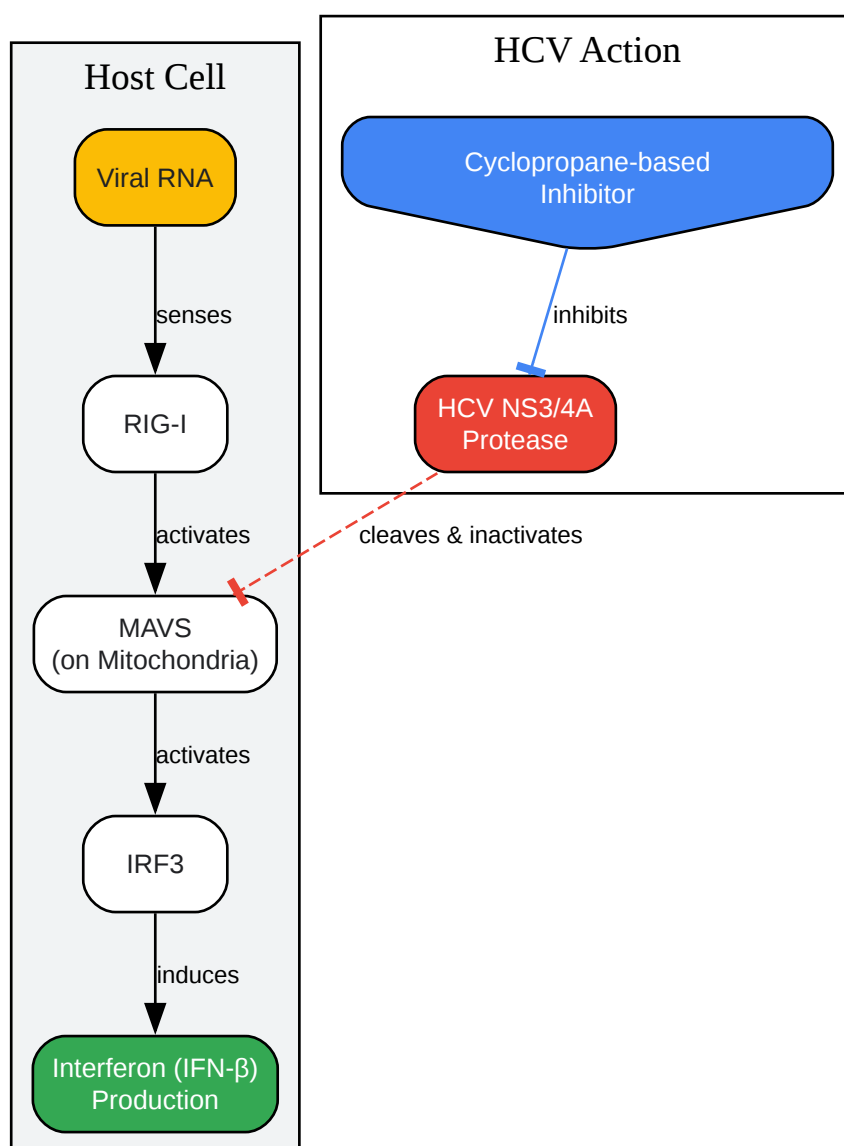 Host Cell
Viral RNA
senses
RIG-I
activates
MAVS
(on Mitochondria)
activates
IRF3
induces
Interferon (IFN-β)
Production
HCV Action
Cyclopropane-based
Inhibitor
inhibits
HCV NS3/4A
Protease
cleaves & inactivates